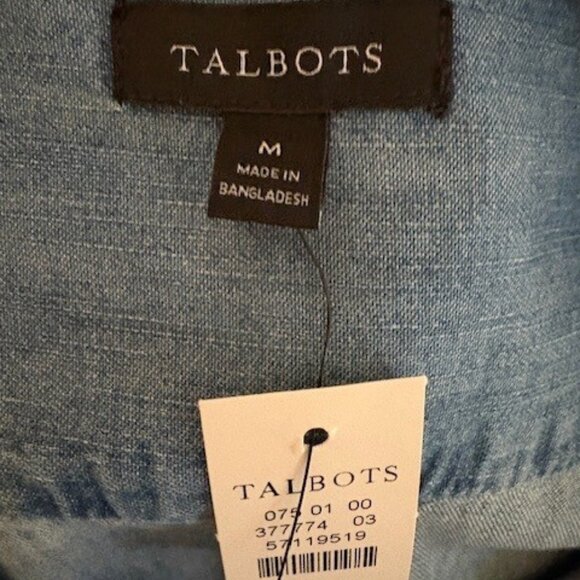 TALBOTS
M
MADE IN
BANGLADESH
TALBOTS
075 01 00
377774 03
57119519